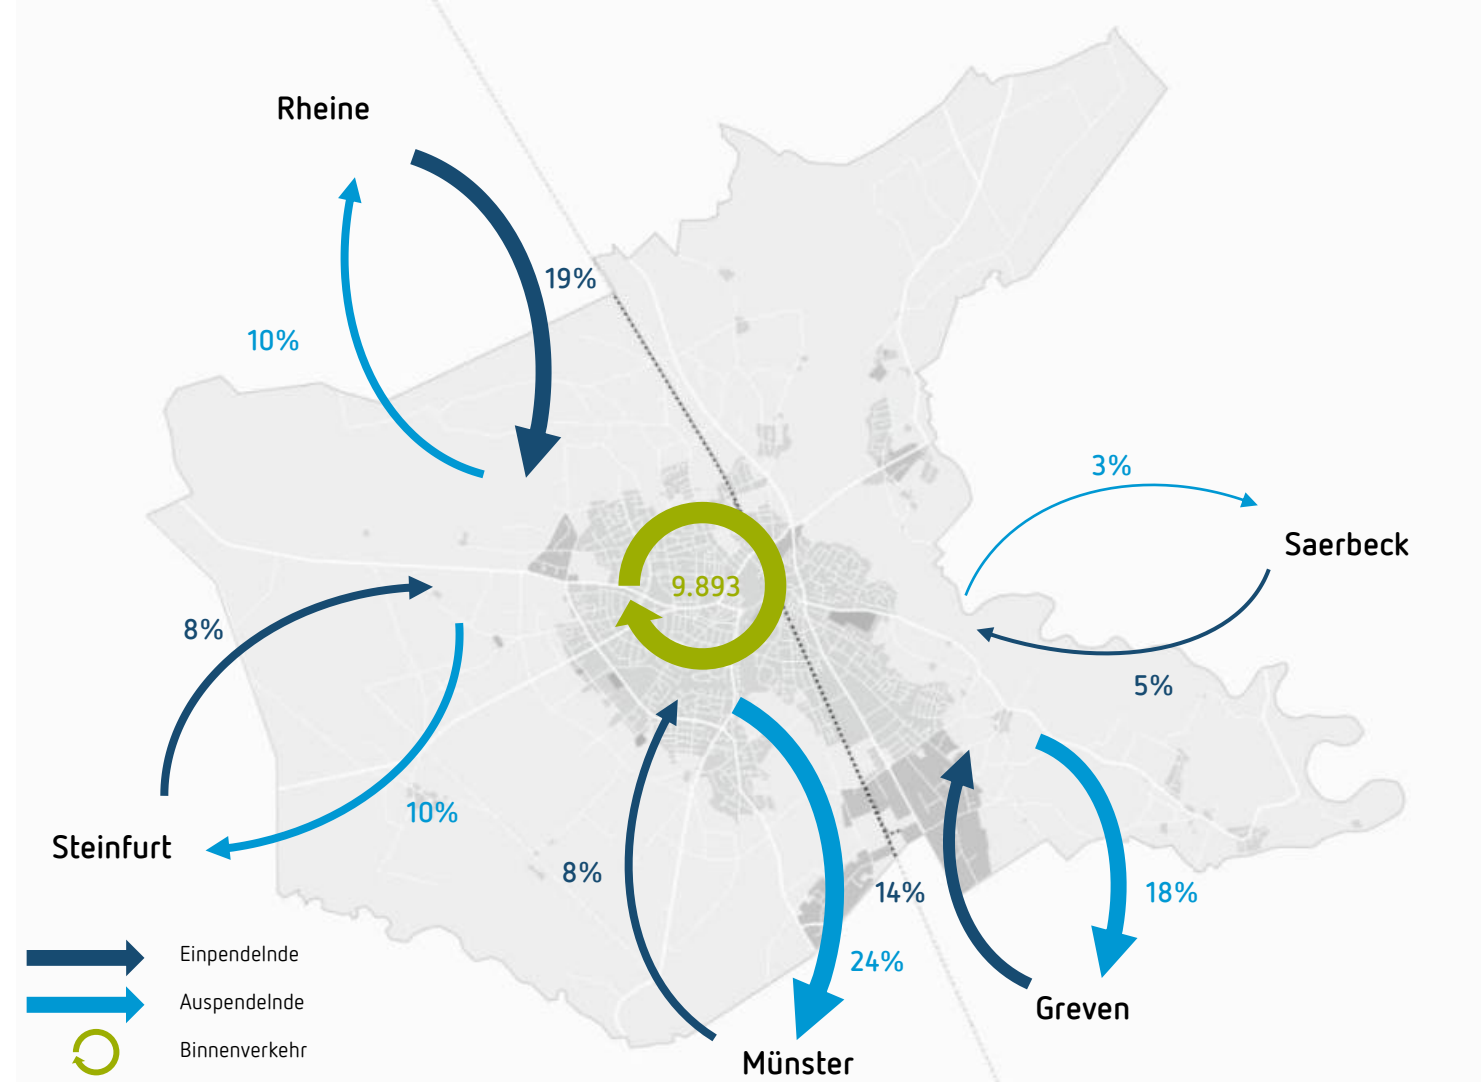 Rheine
19%
10%
3%
Saerbeck
9.893
8%
5%
10%
Steinfurt
8%
14%
18%
24%
Greven
Münster
Einpendelnde
Auspendelnde
Binnenverkehr